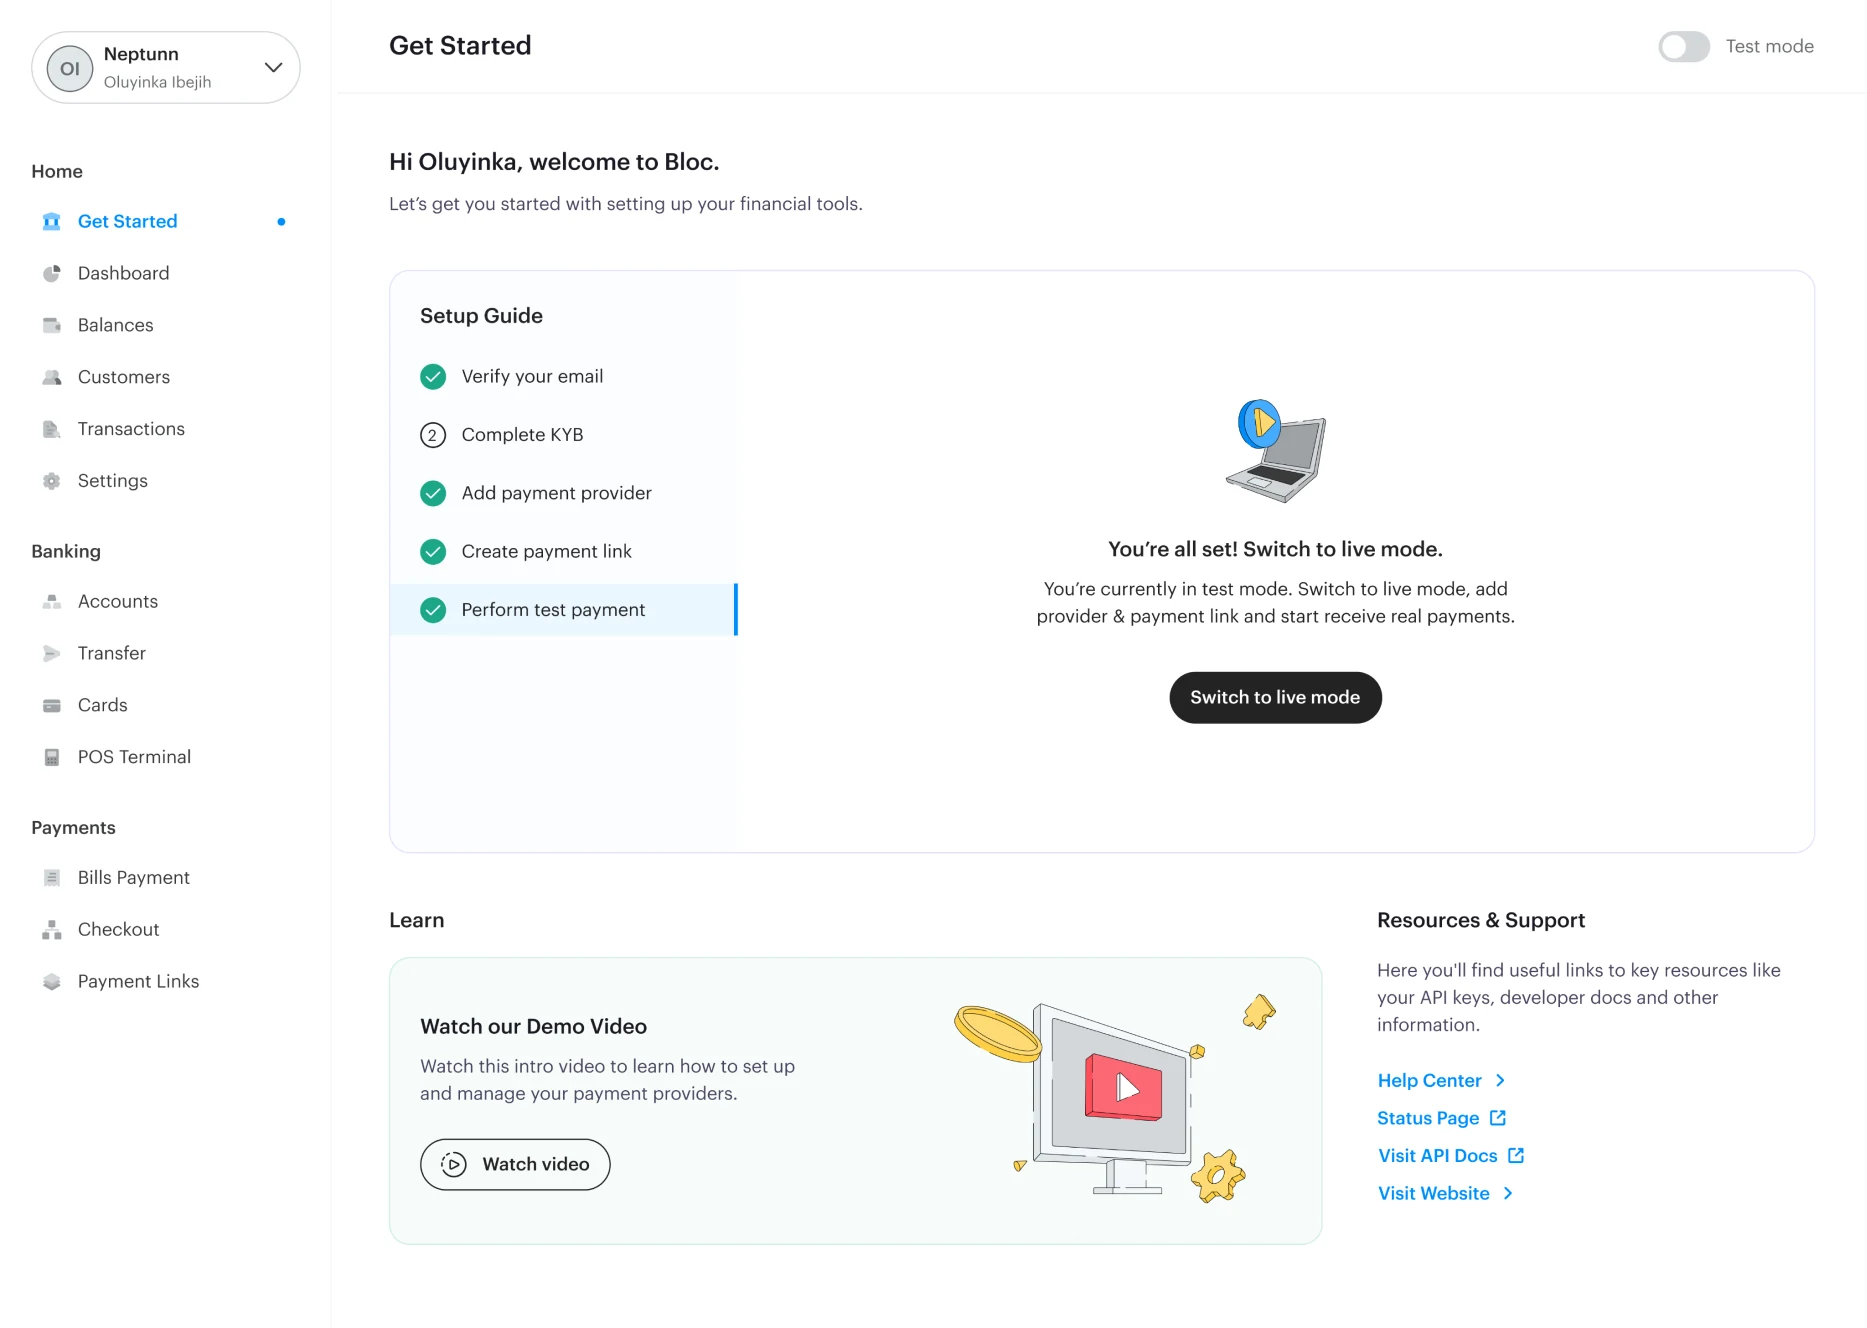 OI
Neptunn
Oluyinka Ibejih
Home
Get Started
Dashboard
Balances
Customers
Transactions
Settings
Banking
Accounts
Transfer
Cards
POS Terminal
Payments
Bills Payment
Checkout
Payment Links
Get Started
Test mode
Hi Oluyinka, welcome to Bloc.
Let’s get you started with setting up your financial tools.
Setup Guide
Verify your email
2 Complete KYB
Add payment provider
Create payment link
Perform test payment
You’re all set! Switch to live mode.
You’re currently in test mode. Switch to live mode, add
provider & payment link and start receive real payments.
Switch to live mode
Learn
Watch our Demo Video
Watch this intro video to learn how to set up
and manage your payment providers.
Watch video
Resources & Support
Here you'll find useful links to key resources like
your API keys, developer docs and other
information.
Help Center
Status Page
Visit API Docs
Visit Website